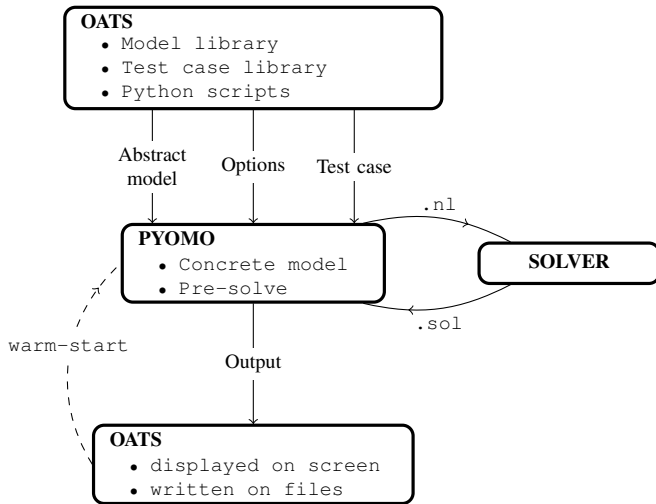 OATS
• Model library
• Test case library
• Python scripts
Abstract
model
Options
Test case
.nl
PYOMO
• Concrete model
• Pre-solve
SOLVER
.sol
warm-start
Output
OATS
• displayed on screen
• written on files